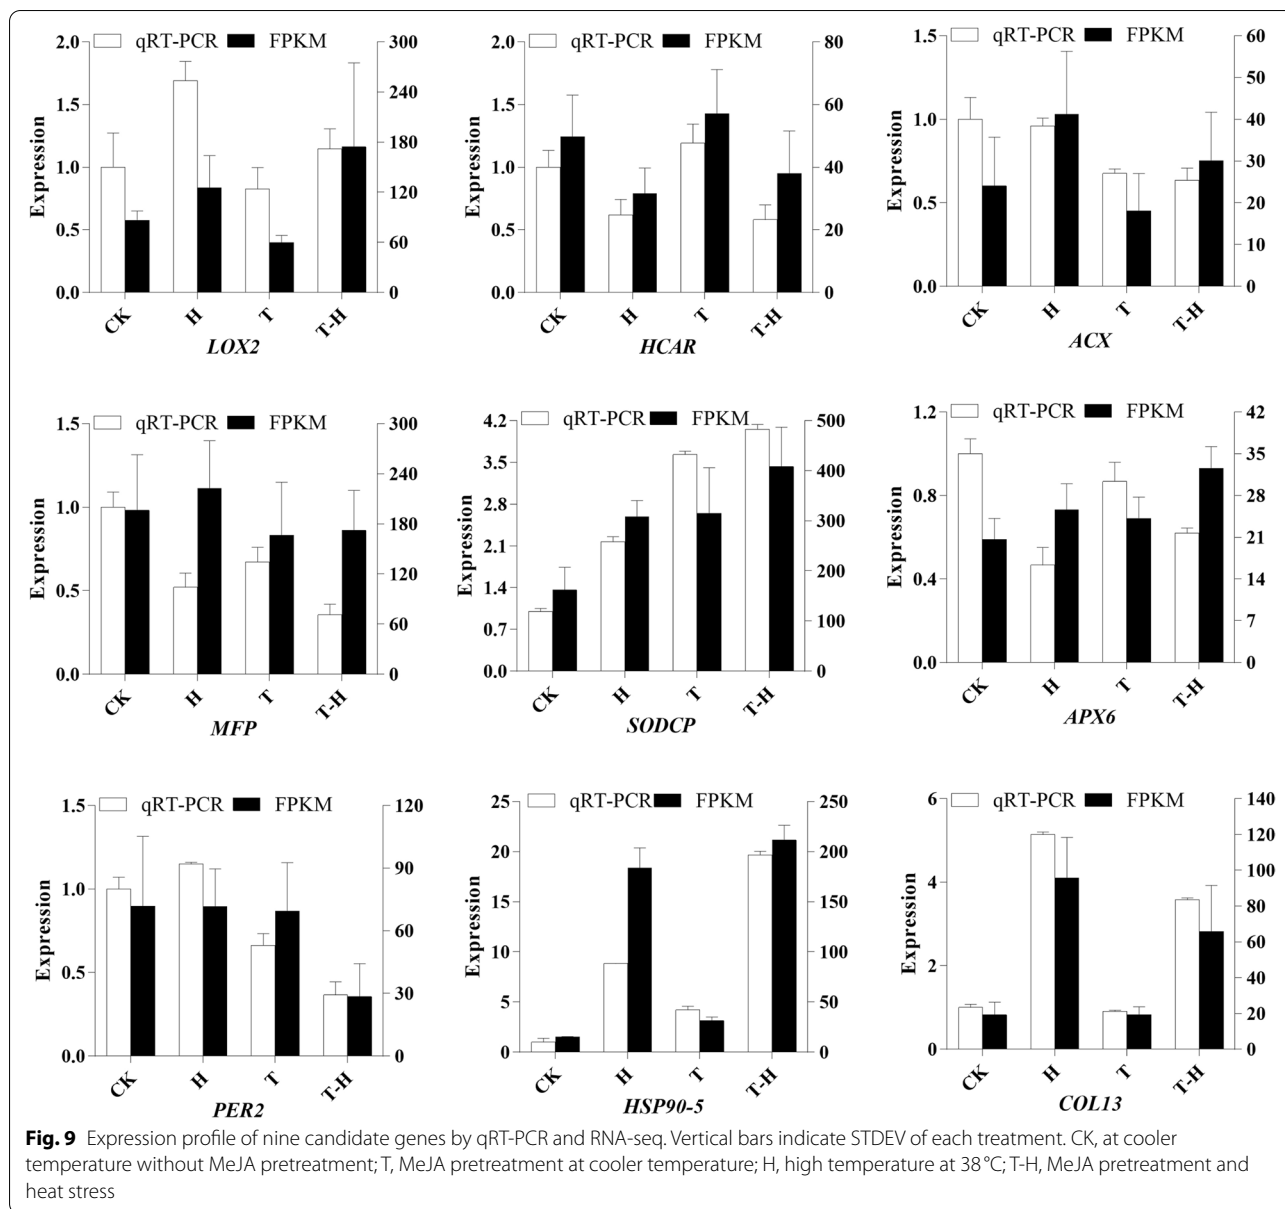 qRT-PCR FPKM
2.0 300
240
1.5
180
1.0
120
0.5
60
0.0 0
Expression
CK H T T-H
LOX2
qRT-PCR FPKM
2.0 80
1.5 60
1.0 40
0.5 20
0.0 0
Expression
CK H T T-H
HCAR
qRT-PCR FPKM
1.5 60
50
1.0 40
30
0.5 20
10
0.0 0
Expression
CK H T T-H
ACX
qRT-PCR FPKM
1.5 300
240
1.0 180
120
0.5
60
0.0 0
Expression
CK H T T-H
MFP
qRT-PCR FPKM
4.2 500
3.5 400
2.8 300
2.1
1.4 200
0.7 100
0.0 0
Expression
CK H T T-H
SODCP
qRT-PCR FPKM
1.2 42
35
0.8 28
21
0.4 14
7
0.0 0
Expression
CK H T T-H
APX6
qRT-PCR FPKM
1.5 120
90
1.0
60
0.5
30
0.0 0
Expression
CK H T T-H
PER2
qRT-PCR FPKM
25 250
20 200
15 150
10 100
5 50
0 0
Expression
CK H T T-H
HSP90-5
qRT-PCR FPKM
6 140
120
4 100
80
60
2 40
20
0 0
Expression
CK H T T-H
COL13
Fig. 9 Expression profile of nine candidate genes by qRT-PCR and RNA-seq. Vertical bars indicate STDEV of each treatment. CK, at cooler
temperature without MeJA pretreatment; T, MeJA pretreatment at cooler temperature; H, high temperature at 38 °C; T-H, MeJA pretreatment and
heat stress